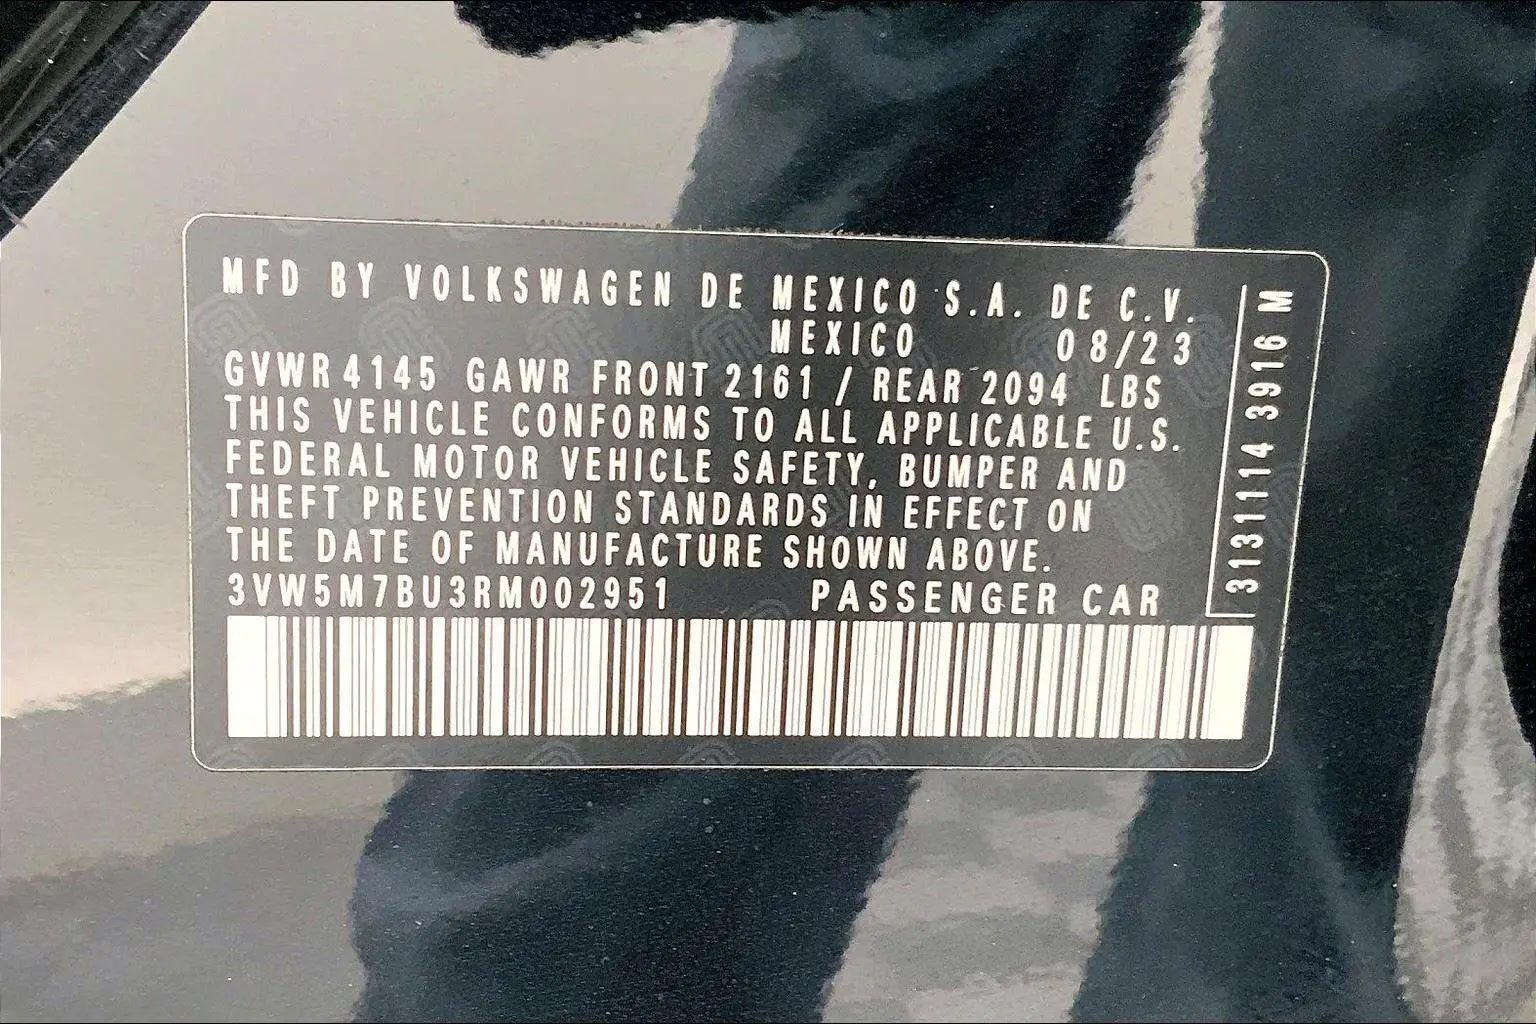 MFD BY VOLKSWAGEN DE MEXICO S.A. DE C.V.
MEXICO 08/23
GVWR 4145 GAWR FRONT 2161 / REAR 2094 LBS
THIS VEHICLE CONFORMS TO ALL APPLICABLE U.S.
FEDERAL MOTOR VEHICLE SAFETY, BUMPER AND
THEFT PREVENTION STANDARDS IN EFFECT ON
THE DATE OF MANUFACTURE SHOWN ABOVE.
3VW5M7BU3RM002951 PASSENGER CAR
3131114 3916 M